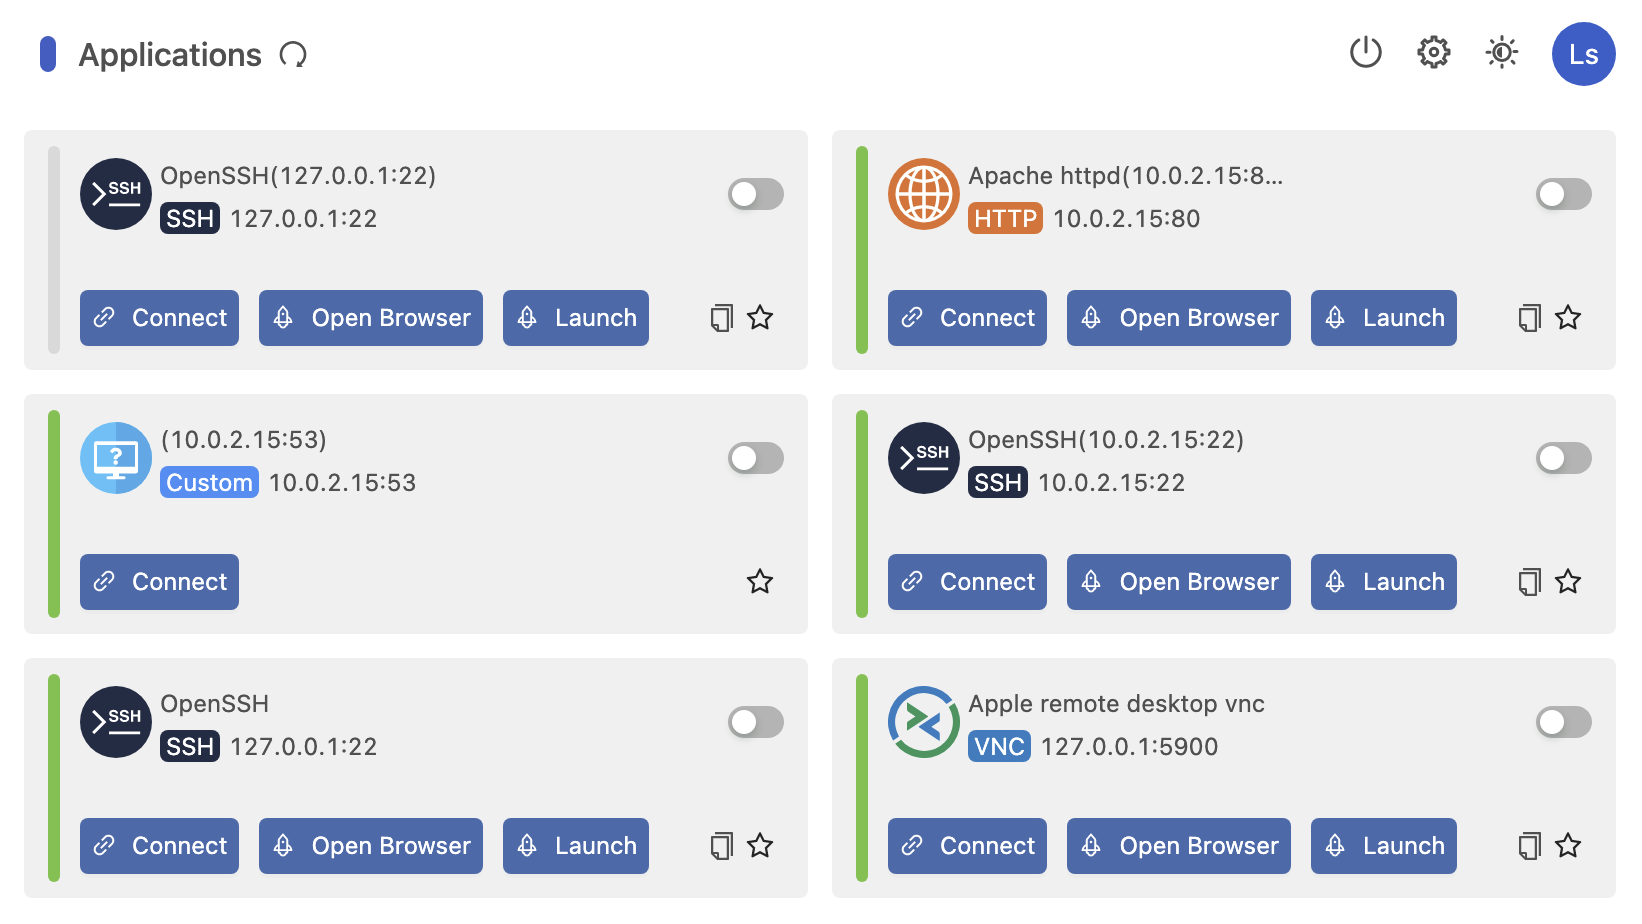 Applications
Ls
SSH
OpenSSH(127.0.0.1:22)
SSH 127.0.0.1:22
Connect Open Browser Launch
Apache httpd(10.0.2.15:8...
HTTP 10.0.2.15:80
Connect Open Browser Launch
?
(10.0.2.15:53)
Custom 10.0.2.15:53
Connect
SSH
OpenSSH(10.0.2.15:22)
SSH 10.0.2.15:22
Connect Open Browser Launch
SSH
OpenSSH
SSH 127.0.0.1:22
Connect Open Browser Launch
Apple remote desktop vnc
VNC 127.0.0.1:5900
Connect Open Browser Launch